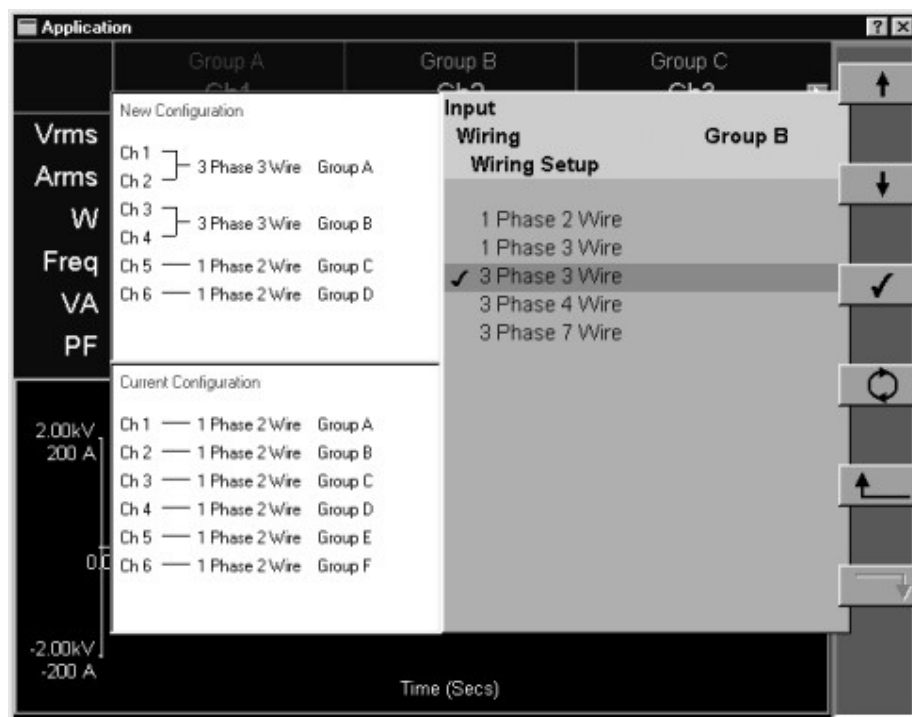 Application
Group A Group B Group C
Ch1 Ch2 Ch3
New Configuration
Ch 1
Ch 2
3 Phase 3 Wire Group A
Ch 3
Ch 4
3 Phase 3 Wire Group B
Ch 5 1 Phase 2 Wire Group C
Ch 6 1 Phase 2 Wire Group D
Current Configuration
Ch 1 1 Phase 2 Wire Group A
Ch 2 1 Phase 2 Wire Group B
Ch 3 1 Phase 2 Wire Group C
Ch 4 1 Phase 2 Wire Group D
Ch 5 1 Phase 2 Wire Group E
Ch 6 1 Phase 2 Wire Group F
Input
Wiring Group B
Wiring Setup
1 Phase 2 Wire
1 Phase 3 Wire
3 Phase 3 Wire
3 Phase 4 Wire
3 Phase 7 Wire
Vrms
Arms
W
Freq
VA
PF
2.00kV
200 A
-2.00kV
-200 A
Time (Secs)